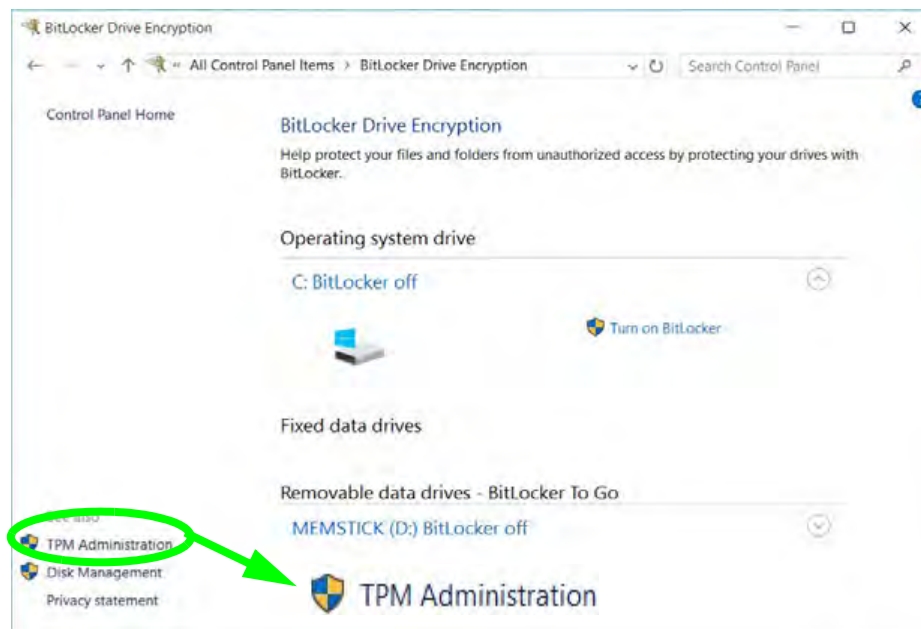 BitLocker Drive Encryption
« All Control Panel Items > BitLocker Drive Encryption
Search Control Panel
Control Panel Home
BitLocker Drive Encryption
Help protect your files and folders from unauthorized access by protecting your drives with
BitLocker.
Operating system drive
C: BitLocker off
Turn on BitLocker
Fixed data drives
Removable data drives - BitLocker To Go
MEMSTICK (D:) BitLocker off
See also
TPM Administration
Disk Management
Privacy statement
TPM Administration